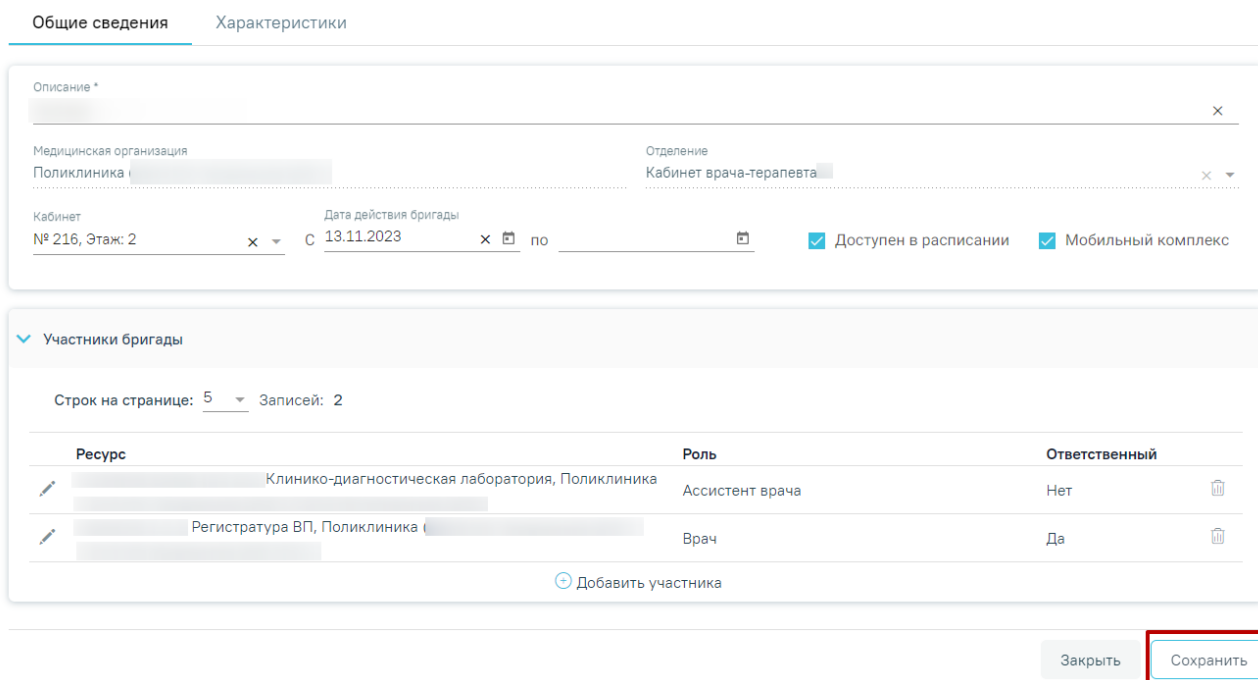 Общие сведения Характеристики
Описание *
Медицинская организация Отделение
Поликлиника ( Кабинет врача-терапевта
Кабинет Дата действия бригады
№ 216, Этаж: 2 С 13.11.2023 по Доступен в расписании Мобильный комплекс
Участники бригады
Строк на странице: 5 Записей: 2
Ресурс Роль Ответственный
Клинико-диагностическая лаборатория, Поликлиника
Ассистент врача Нет
Регистратура ВП, Поликлиника (
Врач Да
Добавить участника
Закрыть Сохранить